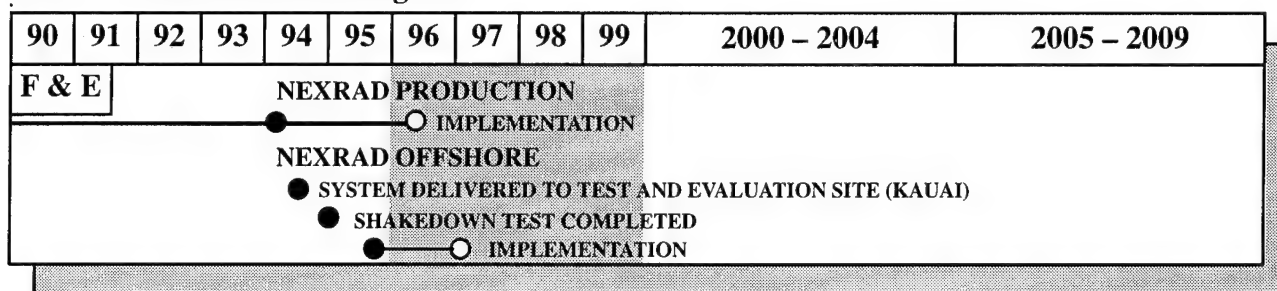 90 91 92 93 94 95 96 97 98 99 2000 – 2004 2005 – 2009
F & E
NEXRAD PRODUCTION
IMPLEMENTATION
NEXRAD OFFSHORE
SYSTEM DELIVERED TO TEST AND EVALUATION SITE (KAUAI)
SHAKEDOWN TEST COMPLETED
IMPLEMENTATION